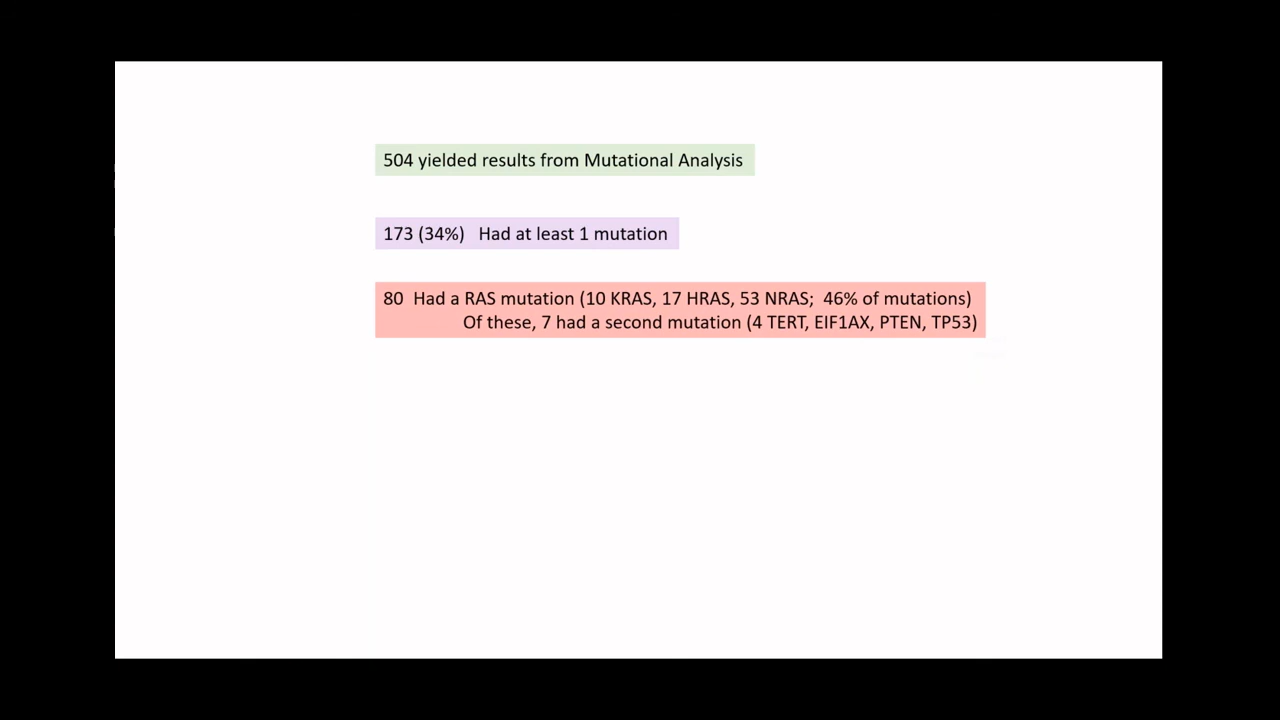 504 yielded results from Mutational Analysis
173 (34%) Had at least 1 mutation
80 Had a RAS mutation (10 KRAS, 17 HRAS, 53 NRAS; 46% of mutations)
Of these, 7 had a second mutation (4 TERT, EIF1AX, PTEN, TP53)